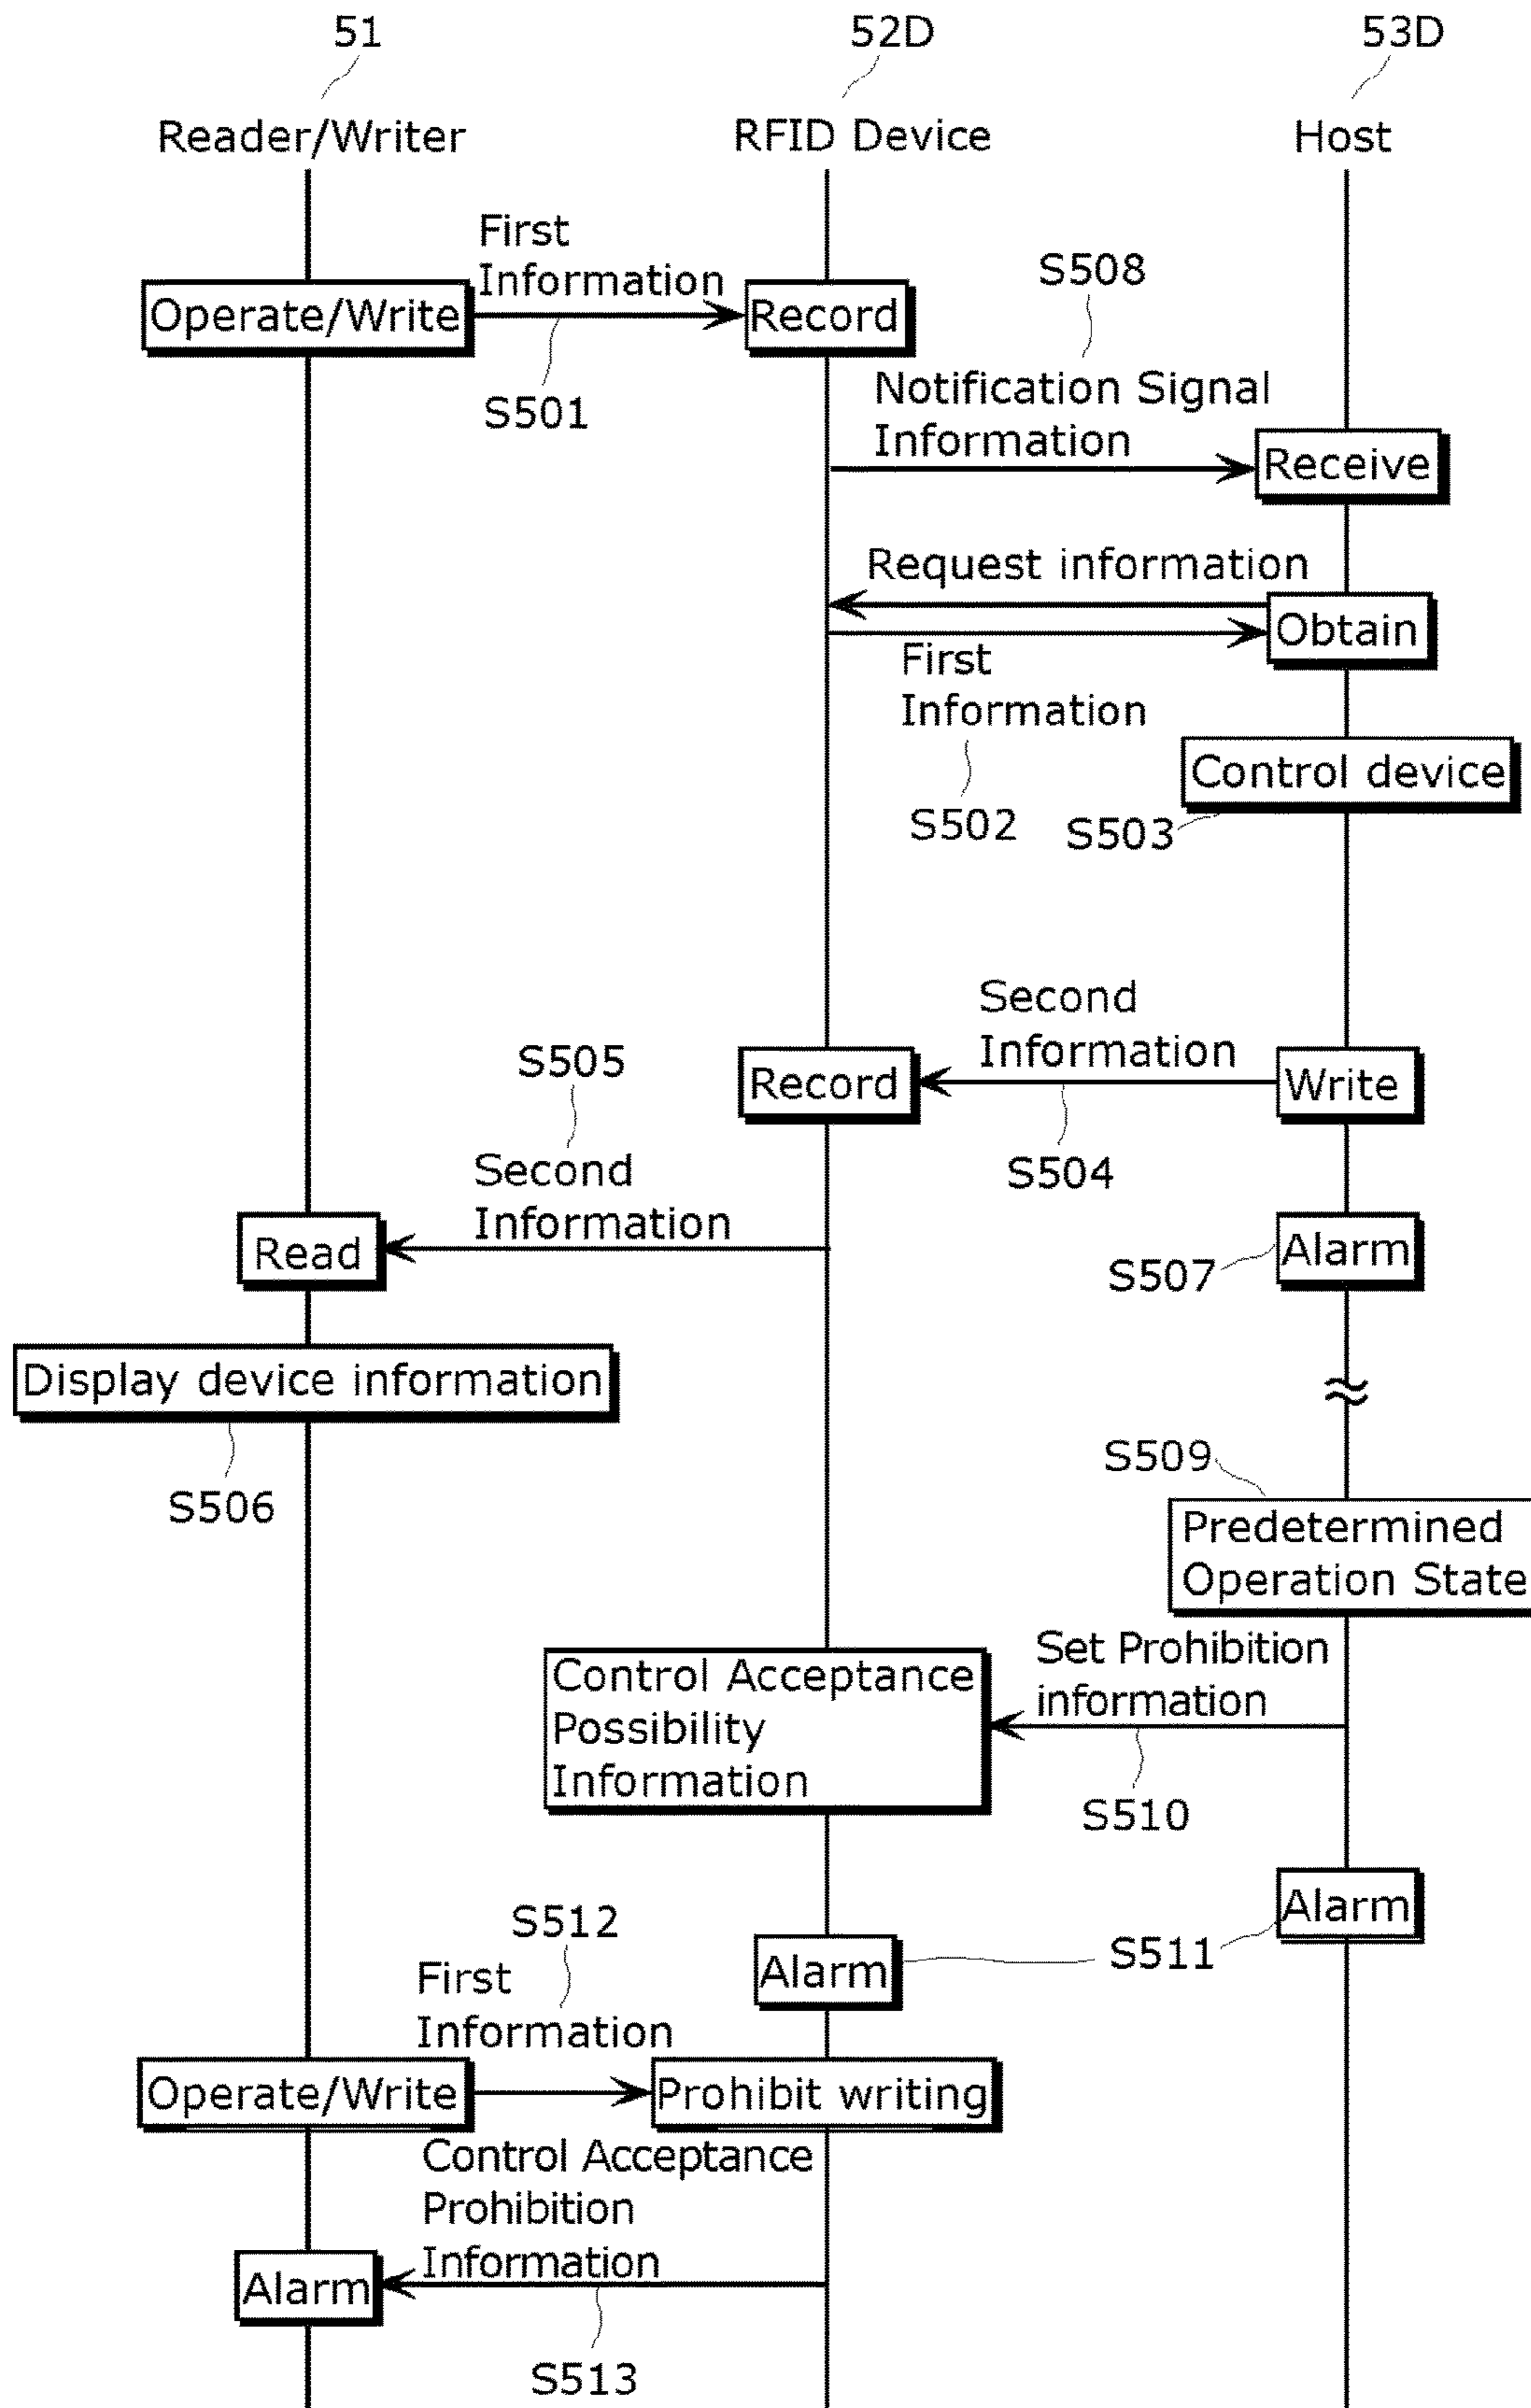 51
52D
53D
Reader/Writer
RFID Device
Host
First
Information
S508
Operate/Write
Record
S501
Notification Signal
Information
Receive
Request information
Obtain
First
Information
Control device
S502
S503
Second
Information
S505
Record
Write
S504
Second
Information
Read
Alarm
S507
Display device information
S509
S506
Predetermined
Operation State
Set Prohibition
information
Control Acceptance
Possibility
Information
S510
Alarm
S512
S511
Alarm
First
Information
Operate/Write
Prohibit writing
Control Acceptance
Prohibition
Information
Alarm
S513